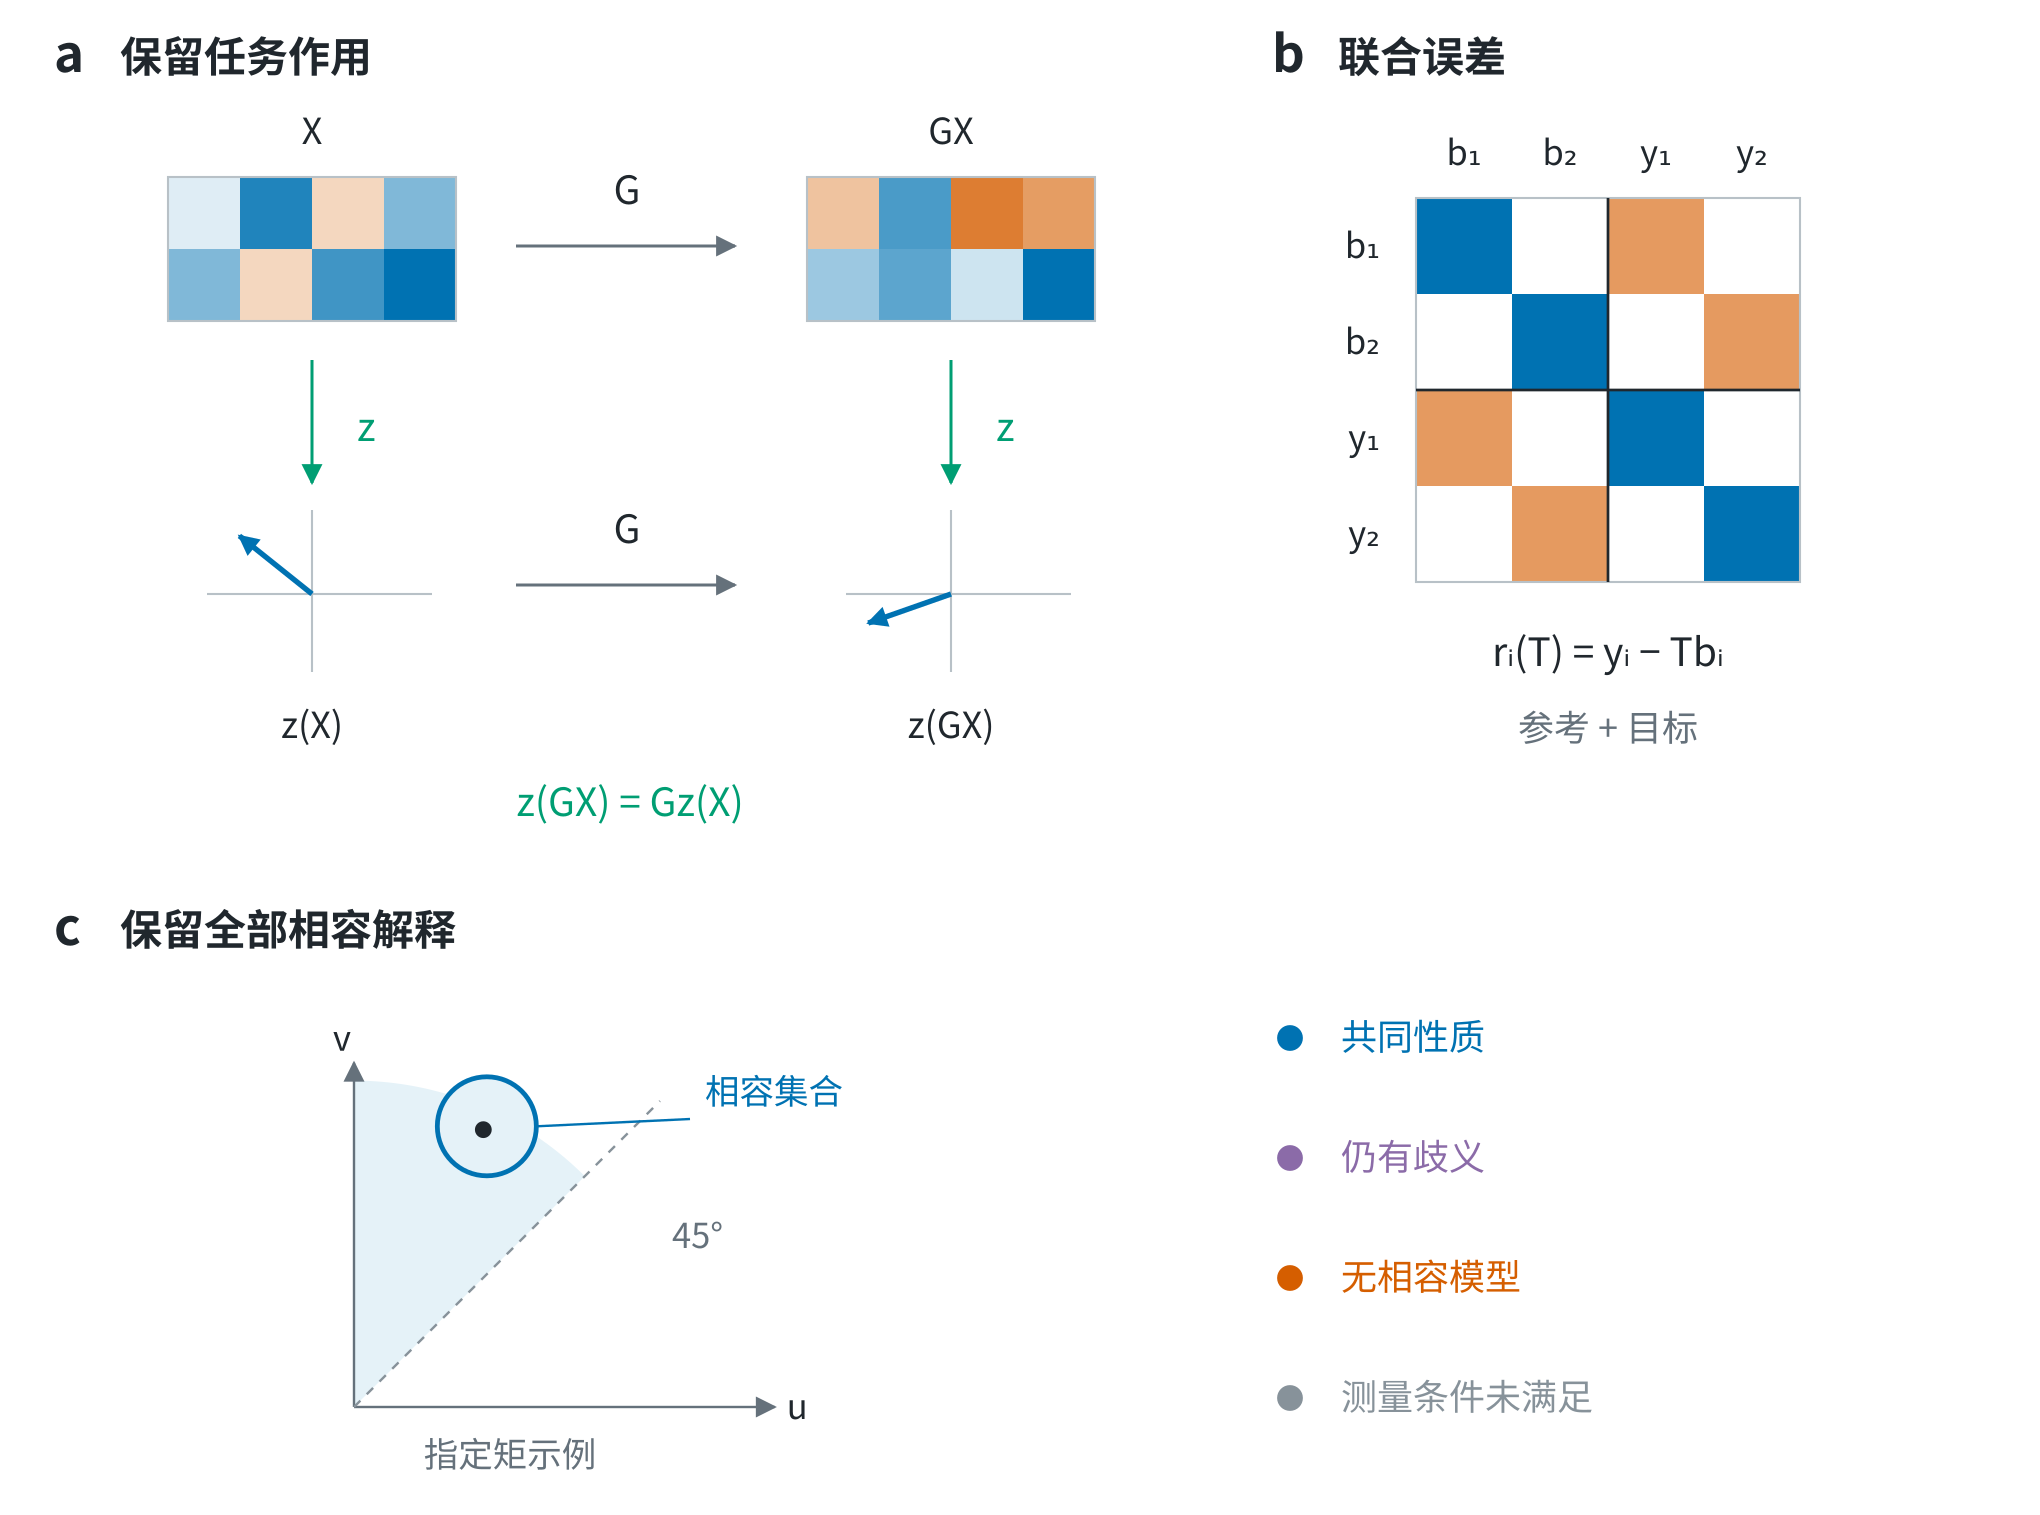 a 保留任务作用
X
G
GX
z
z
G
z(X)
z(GX)
z(GX) = Gz(X)
b 联合误差
b₁ b₂ y₁ y₂
b₁
b₂
y₁
y₂
rᵢ(T) = yᵢ − Tbᵢ
参考 + 目标
c 保留全部相容解释
v
相容集合
45°
u
指定矩示例
共同性质
仍有歧义
无相容模型
测量条件未满足